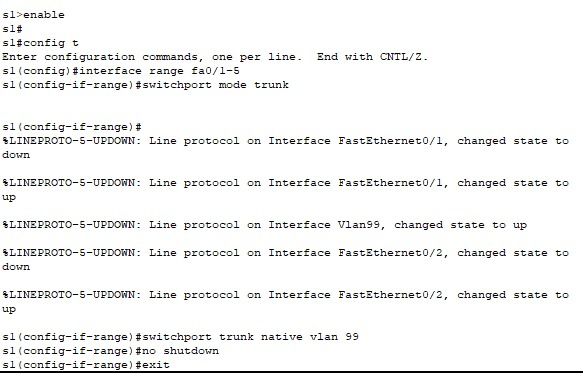 s1>enable
s1#
s1#config t
Enter configuration commands, one per line.  End with CNTL/Z.
s1(config)#interface range fa0/1-5
s1(config-if-range)#switchport mode trunk
s1(config-if-range)#
%LINEPROTO-5-UPDOWN: Line protocol on Interface FastEthernet0/1, changed state to
down
%LINEPROTO-5-UPDOWN: Line protocol on Interface FastEthernet0/1, changed state to
up
%LINEPROTO-5-UPDOWN: Line protocol on Interface Vlan99, changed state to up
%LINEPROTO-5-UPDOWN: Line protocol on Interface FastEthernet0/2, changed state to
down
%LINEPROTO-5-UPDOWN: Line protocol on Interface FastEthernet0/2, changed state to
up
s1(config-if-range)#switchport trunk native vlan 99
s1(config-if-range)#no shutdown
s1(config-if-range)#exit